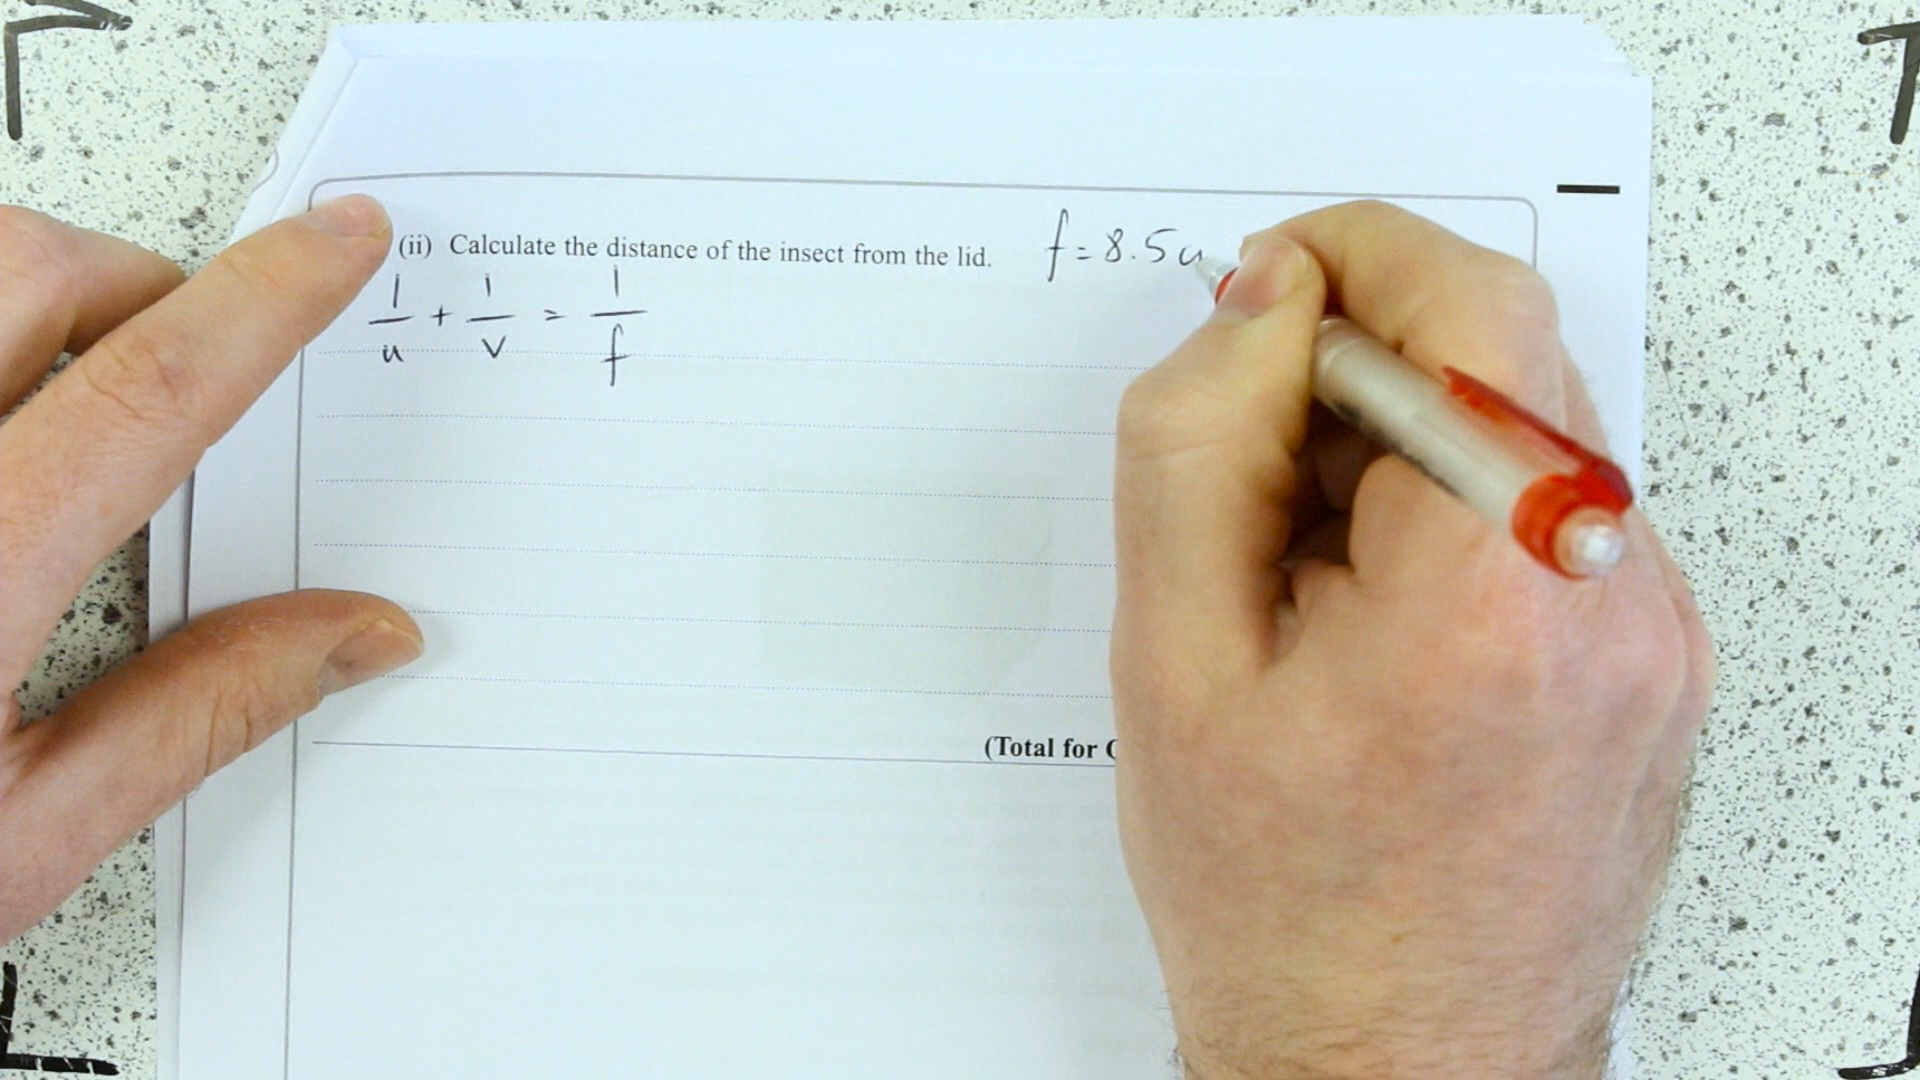 (ii) Calculate the distance of the insect from the lid.
f = 8.5
1/u + 1/v = 1/f
(Total for